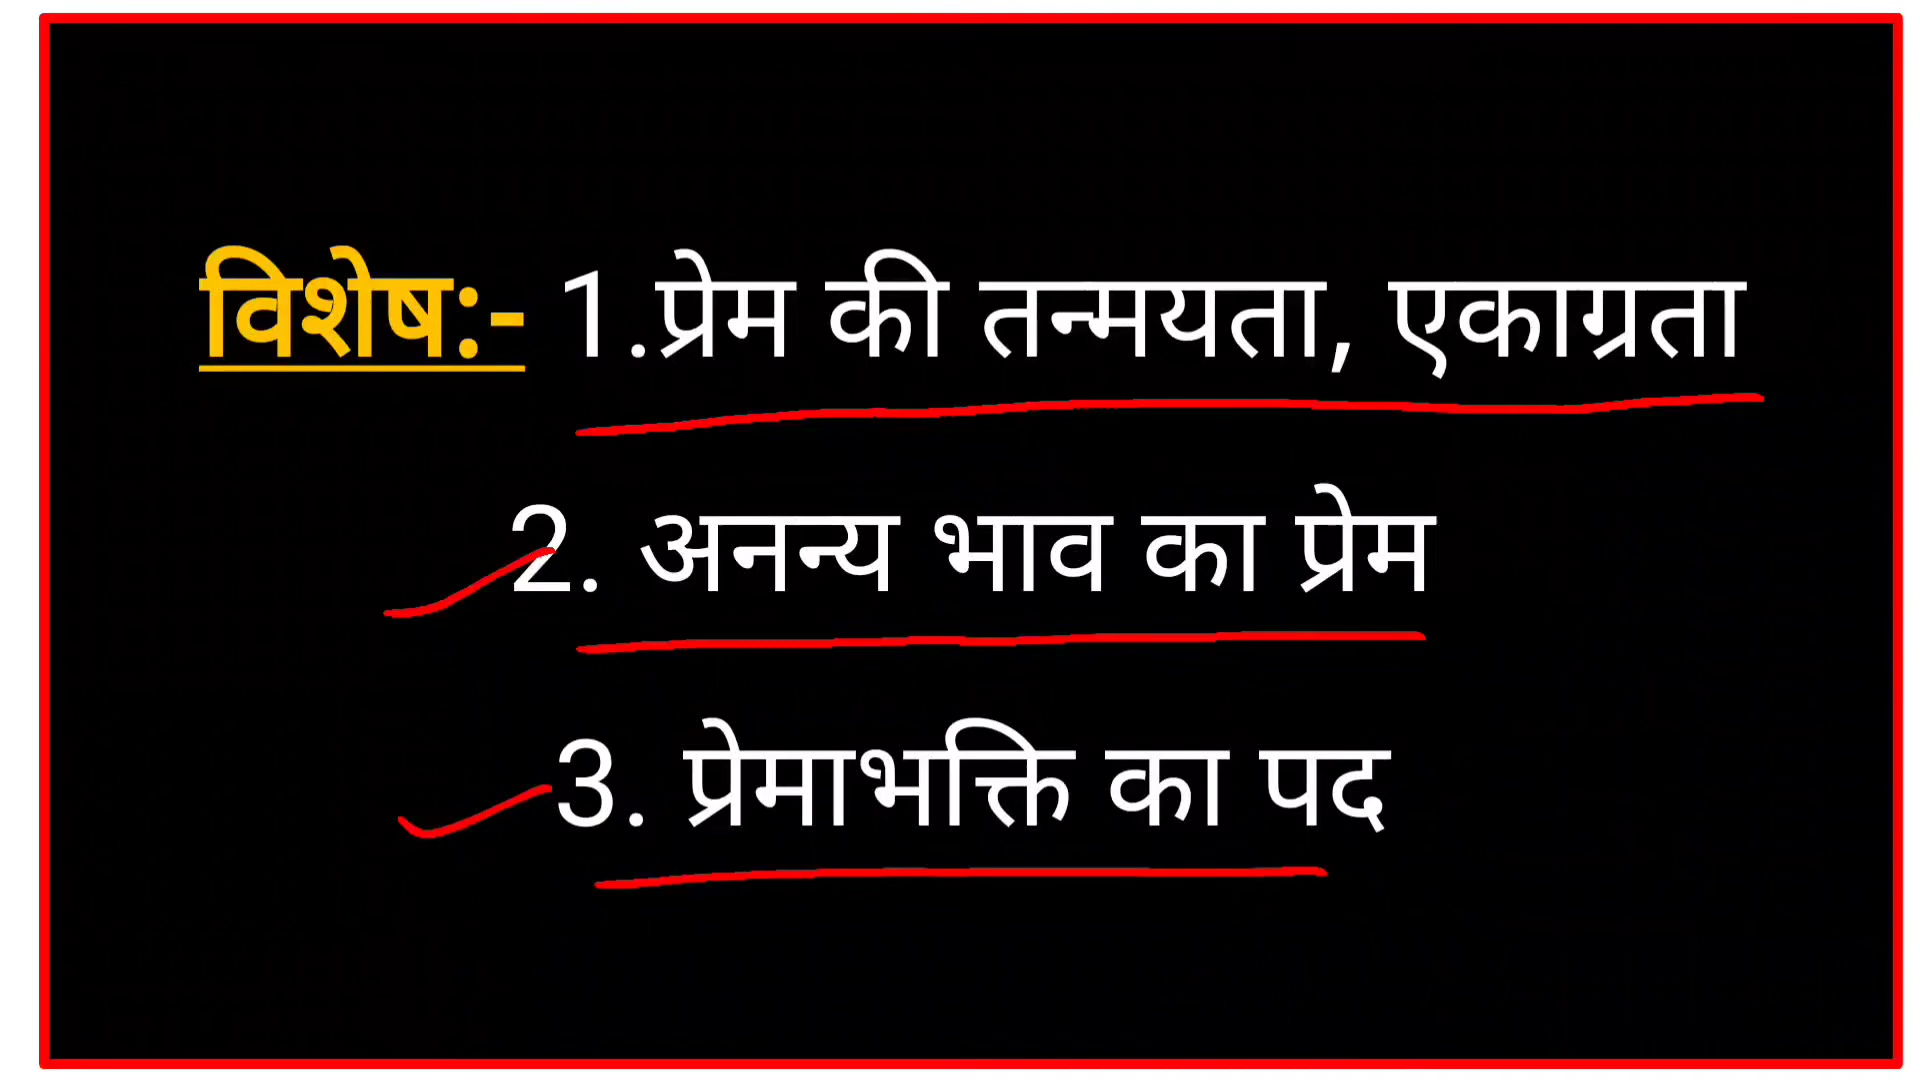 विशेष:- 1.प्रेम की तन्मयता, एकाग्रता
2. अनन्य भाव का प्रेम
3. प्रेमाभक्ति का पद